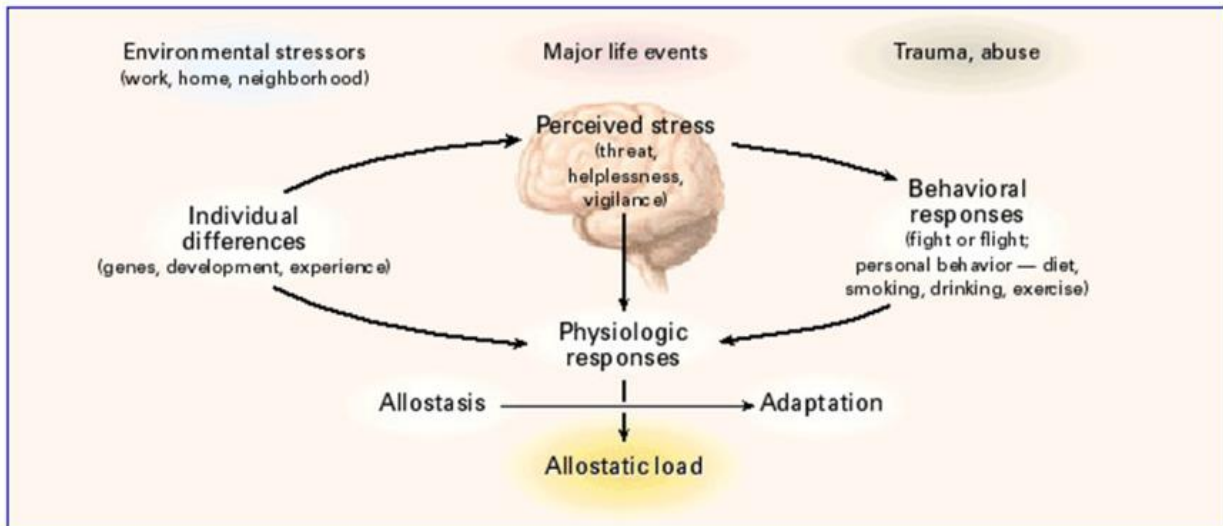 Environmental stressors
(work, home, neighborhood)
Major life events
Trauma, abuse
Perceived stress
(threat,
helplessness,
vigilance)
Individual
differences
(genes, development, experience)
Behavioral
responses
(fight or flight;
personal behavior — diet,
smoking, drinking, exercise)
Physiologic
responses
Allostasis
Adaptation
Allostatic load